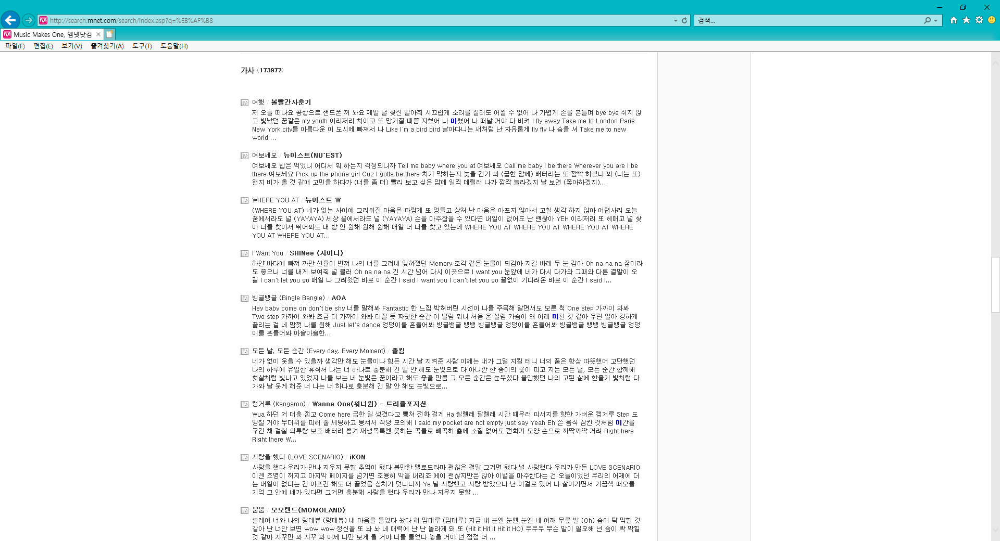 http://search.mnet.com/search/index.asp?q=%EB%AF%B8
검색...
Music Makes One, 엠넷닷컴
파일(F) 편집(E) 보기(V) 즐겨찾기(A) 도구(T) 도움말(H)
가사 (173977)
여행 / 볼빨간사춘기
저 오늘 떠나요 공항으로 핸드폰 꺼 놔요 제발 날 찾진 말아줘 시끄럽게 소리를 질러도 어쩔 수 없어 나 가볍게 손을 흔들며 bye bye 쉬지 않
고 빛났던 꿈같은 my youth 이리저리 치이고 또 망가질 때쯤 지쳤어 나 미쳤어 나 떠날 거야 다 비켜 I fly away Take me to London Paris
New York city들 아름다운 이 도시에 빠져서 나 Like I'm a bird bird 날아다니는 새처럼 난 자유롭게 fly fly 나 숨을 셔 Take me to new
world ...
여보세요 / 뉴이스트(NU`EST)
여보세요 밥은 먹었니 어디서 뭐 하는지 걱정되니까 Tell me baby where you at 여보세요 Call me baby I be there Wherever you are I be
there 여보세요 Pick up the phone girl Cuz I gotta be there 차가 막히는지 늦을 건가 봐 (급한 맘에) 배터리는 또 깜빡 하셨나 봐 (나는 또)
왠지 비가 올 것 같애 고민을 하다가 (너를 좀 더) 빨리 보고 싶은 맘에 일찍 데릴러 나가 깜짝 놀라겠지 날 보면 (좋아하겠지)...
WHERE YOU AT / 뉴이스트 W
(WHERE YOU AT) 네가 없는 사이에 그리워진 마음은 파랗게 또 멍들고 상처 난 마음은 아프지 않아서 고칠 생각 하지 않아 어렵사리 오늘
꿈에서라도 널 (YAYAYA) 세상 끝에서라도 널 (YAYAYA) 손을 마주잡을 수 있다면 내일이 없어도 난 괜찮아 YEH 이리저리 또 헤매고 널 찾
아 너를 찾아서 뛰어봐도 내 방 안 원해 원해 원해 매일 더 너를 찾고 있는데 WHERE YOU AT WHERE YOU AT WHERE YOU AT WHERE
YOU AT WHERE YOU AT...
I Want You / SHINee (샤이니)
하얀 바다에 빠져 까만 선율이 번져 나의 너를 그려내 잊혀졌던 Memory 조각 같은 눈물이 되감아 지길 바래 두 눈 감아 Oh na na na 꿈이라
도 좋으니 너를 내게 보여줘 널 불러 Oh na na na 긴 시간 넘어 다시 이곳으로 I want you 눈앞에 네가 다시 다가와 그때와 다른 결말이 오
길 I can't let you go 매일 나 그려왔던 바로 이 순간 I said I want you I can't let you go 끝없이 기다려온 바로 이 순간 I said I...
빙글뱅글 (Bingle Bangle) / AOA
Hey baby come on don't be shy 너를 말해봐 Fantastic 한 느낌 박혀버린 시선이 나를 주목해 알면서도 모른 척 One step 가까이 와봐
Two step 가까이 와봐 조금 더 가까이 와봐 터질 듯 짜릿한 순간 이 떨림 뭐니 처음 온 설렘 가슴이 왜 이래 미친 것 같아 우린 알아 강하게
끌리는 걸 네 맘껏 나를 원해 Just let's dance 엉덩이를 흔들어봐 빙글뱅글 뱅뱅 빙글뱅글 엉덩이를 흔들어봐 빙글뱅글 뱅뱅 빙글뱅글 엉덩
이를 흔들어봐 아슬아슬한...
모든 날, 모든 순간 (Every day, Every Moment) / 폴킴
네가 없이 웃을 수 있을까 생각만 해도 눈물이나 힘든 시간 날 지켜준 사람 이제는 내가 그댈 지킬 테니 너의 품은 항상 따뜻했어 고단했던
나의 하루에 유일한 휴식처 나는 너 하나로 충분해 긴 말 안 해도 눈빛으로 다 아니깐 한 송이의 꽃이 피고 지는 모든 날, 모든 순간 함께해
햇살처럼 빛나고 있었지 나를 보는 네 눈빛은 꿈이라고 해도 좋을 만큼 그 모든 순간은 눈부셨다 불안했던 나의 고된 삶에 한줄기 빛처럼 다
가와 날 웃게 해준 너 나는 너 하나로 충분해 긴 말 안 해도 눈빛으로...
캥거루 (Kangaroo) / Wanna One(워너원) - 트리플포지션
Wua 하던 거 대충 접고 Come here 급한 일 생겼다고 뻥쳐 전화 걸게 Ha 칠렐레 팔렐레 시간 때우러 피서지를 향한 가벼운 캥거루 Step 도
망칠 거야 무더위를 피해 풀 세팅하고 뭉쳐서 작당 모의해 I said my pocket are not empty just say Yeah Eh 쓴 음식 삼킨 것처럼 미간을
구긴 채 걸칠 외투랑 보조 배터리 챙겨 재생목록엔 꽂히는 곡들로 빼곡히 춤에 소질 없어도 전화기 모양 손으로 까딱까딱 거려 Right here
Right there W...
사랑을 했다 (LOVE SCENARIO) / iKON
사랑을 했다 우리가 만나 지우지 못할 추억이 됐다 볼만한 멜로드라마 괜찮은 결말 그거면 됐다 널 사랑했다 우리가 만든 LOVE SCENARIO
이젠 조명이 꺼지고 마지막 페이지를 넘기면 조용히 막을 내리죠 에이 괜찮지만은 않아 이별을 마주한다는 건 오늘이었던 우리의 어제에 더
는 내일이 없다는 건 아프긴 해도 더 끌었음 상처가 덧나니까 Ye 널 사랑했고 사랑 받았으니 난 이걸로 됐어 나 살아가면서 가끔씩 떠오를
기억 그 안에 네가 있다면 그거면 충분해 사랑을 했다 우리가 만나 지우지 못할 ...
뿜뿜 / 모모랜드(MOMOLAND)
설레어 너와 나의 랑데뷰 (랑데뷰) 내 마음을 들었다 놨다 해 맘대루 (맘대루) 지금 내 눈엔 눈엔 눈엔 네 어깨 무릎 발 (Oh) 숨이 탁 막힐 것
같아 난 너만 보면 wow wow 정신을 또 놔 놔 네 매력에 난 난 놀라게 돼 또 (Hit it Hit it Hit it HO) 우우우 무슨 말이 필요해 넌 숨이 콱 막힐
것 같아 자꾸만 봐 자꾸 와 이제 나만 보게 될 거야 너를 들었다 놓을 거야 넌 점점 더 ...